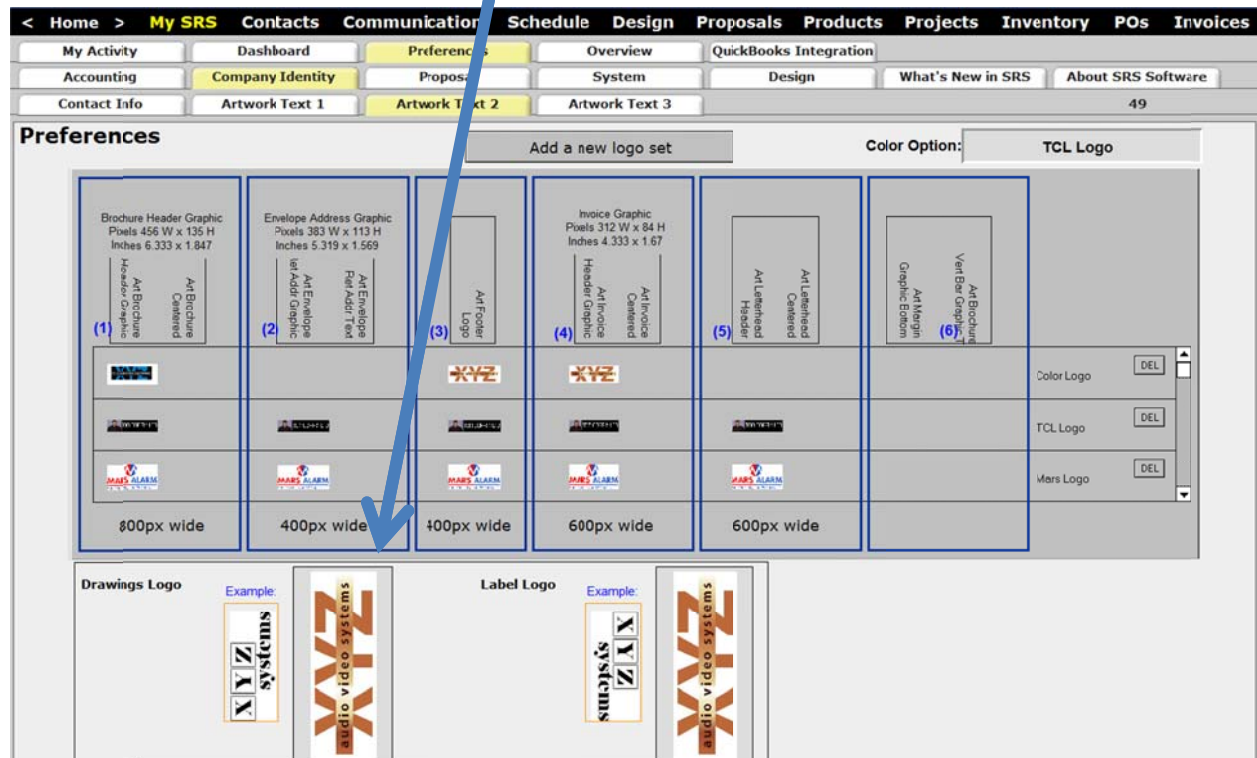 < Home > My SRS Contacts Communication Schedule Design Proposals Products Projects Inventory POs Invoices
My Activity Dashboard Preferences Overview QuickBooks Integration
Accounting Company Identity Proposal System Design What's New in SRS About SRS Software
Contact Info Artwork Text 1 Artwork Text 2 Artwork Text 3 49
Preferences
Add a new logo set
Color Option: TCL Logo
Brochure Header Graphic
Pixels 456 W x 135 H
Inches 6.333 x 1.847
Art Brochure
Header Graphic
Art Brochure
Centered
(1)
Envelope Address Graphic
Pixels 383 W x 113 H
Inches 5.319 x 1.569
Art Envelope
Ret Addr Graphic
Art Envelope
Ret Addr Text
(2)
Art Footer
Logo
(3)
Invoice Graphic
Pixels 312 W x 84 H
Inches 4.333 x 1.67
Art Invoice
Header Graphic
Art Invoice
Centered
(4)
Art Letterhead
Header
Art Letterhead
Centered
(5)
Art Margin
Graphic Bottom
Art Brochure
Vert Bar Graphic T
(6)
XYZ XYZ XYZ Color Logo DEL
TCL Logo DEL
MARS ALARM MARS ALARM MARS ALARM MARS ALARM MARS ALARM Mars Logo DEL
800px wide 400px wide 400px wide 600px wide 600px wide
Drawings Logo
Example:
X Y Z
systems
XYZ
audio video systems
Label Logo
Example:
X Y Z
systems
XYZ
audio video systems